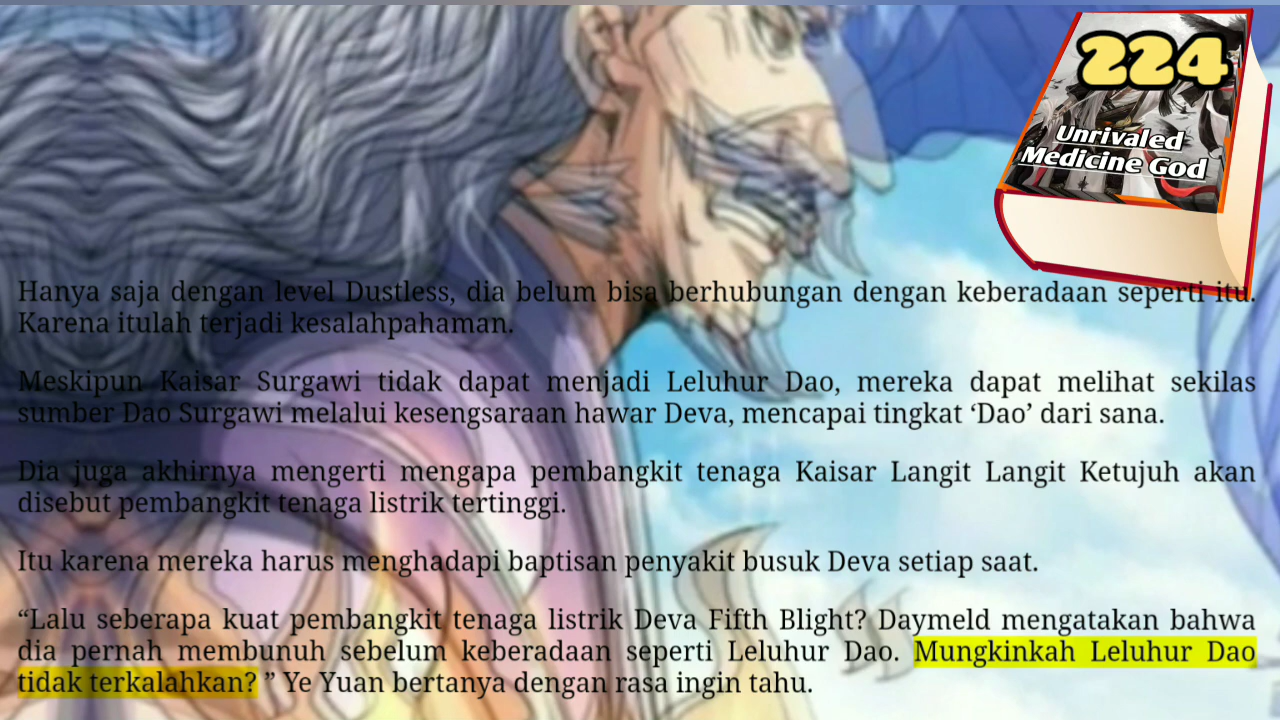 224
Unrivaled
Medicine God
Hanya saja dengan level Dustless, dia belum bisa berhubungan dengan keberadaan seperti itu.
Karena itulah terjadi kesalahpahaman.
Meskipun Kaisar Surgawi tidak dapat menjadi Leluhur Dao, mereka dapat melihat sekilas
sumber Dao Surgawi melalui kesengsaraan hawar Deva, mencapai tingkat ‘Dao’ dari sana.
Dia juga akhirnya mengerti mengapa pembangkit tenaga Kaisar Langit Langit Ketujuh akan
disebut pembangkit tenaga listrik tertinggi.
Itu karena mereka harus menghadapi baptisan penyakit busuk Deva setiap saat.
“Lalu seberapa kuat pembangkit tenaga listrik Deva Fifth Blight? Daymeld mengatakan bahwa
dia pernah membunuh sebelum keberadaan seperti Leluhur Dao. Mungkinkah Leluhur Dao
tidak terkalahkan? ” Ye Yuan bertanya dengan rasa ingin tahu.